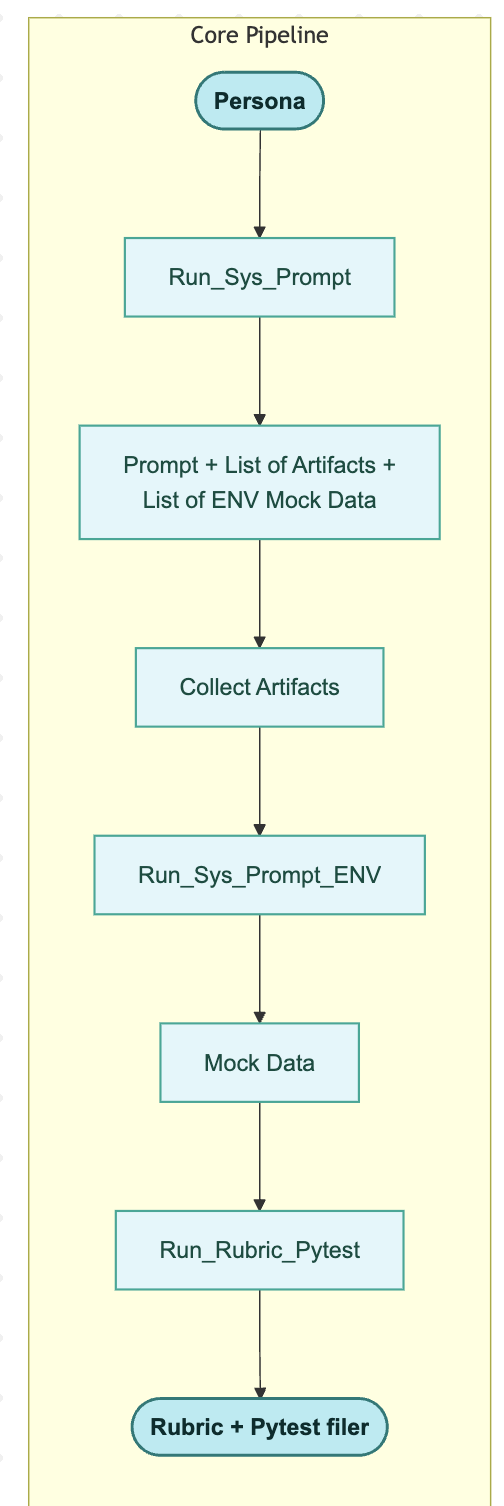 Core Pipeline
Persona
Run_Sys_Prompt
Prompt + List of Artifacts +
List of ENV Mock Data
Collect Artifacts
Run_Sys_Prompt_ENV
Mock Data
Run_Rubric_Pytest
Rubric + Pytest filer